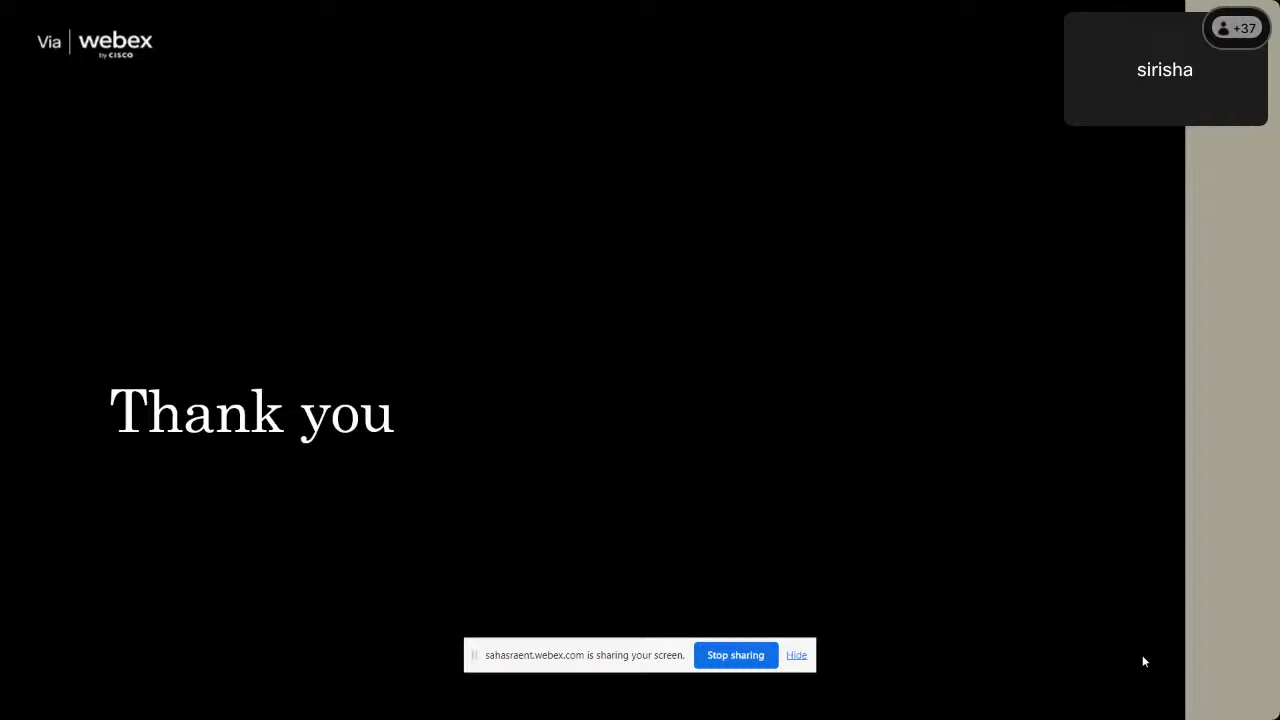 Via | webex
by CISCO
+37
sirisha
Thank you
sahasraent.webex.com is sharing your screen. Stop sharing Hide